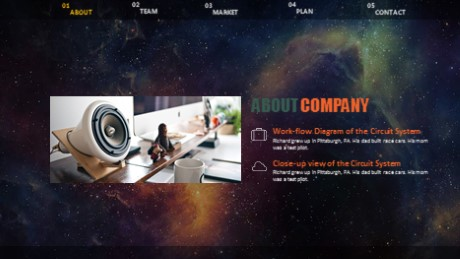 01 ABOUT
02 TEAM
03 MARKET
04 PLAN
05 CONTACT
ABOUT COMPANY
Work-flow Diagram of the Circuit System
Richard grew up in Pittsburgh, PA. His dad built race cars. His mom
was a test pilot.
Close-up view of the Circuit System
Richard grew up in Pittsburgh, PA. His dad built race cars. His mom
was a test pilot.